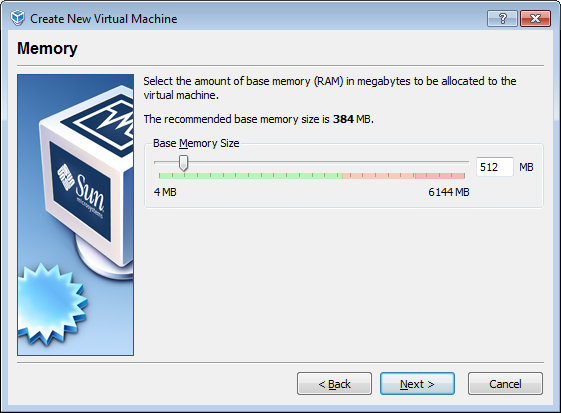 Create New Virtual Machine
Memory
Select the amount of base memory (RAM) in megabytes to be allocated to the
virtual machine.
The recommended base memory size is 384 MB.
Base Memory Size
512 MB
4 MB 6144 MB
Sun
microsystems
< Back Next > Cancel